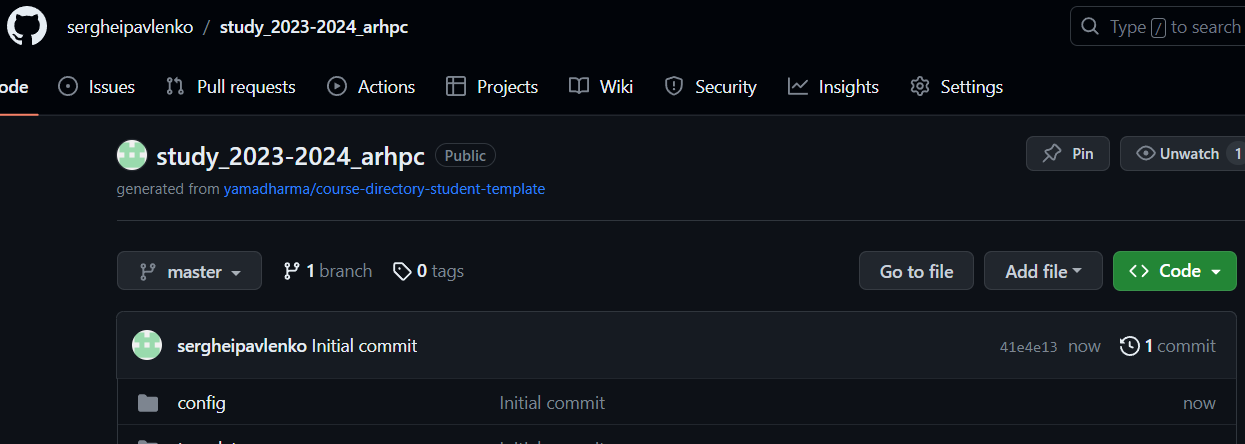 sergheipavlenko / study_2023-2024_arhpc
Type / to search
ode Issues Pull requests Actions Projects Wiki Security Insights Settings
study_2023-2024_arhpc Public Pin Unwatch 1
generated from yamadharma/course-directory-student-template
master 1 branch 0 tags Go to file Add file Code
sergheipavlenko Initial commit 41e4e13 now 1 commit
config Initial commit now